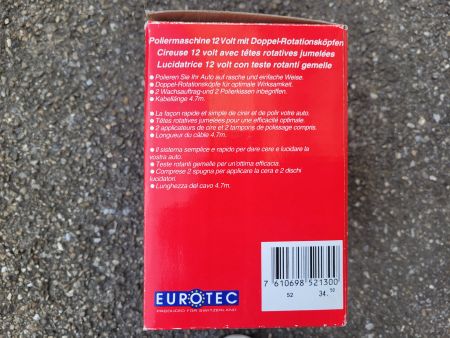 Poliermaschine 12 Volt mit Doppel-Rotationsköpfen
Cireuse 12 volt avec têtes rotatives jumelées
Lucidatrice 12 volt con teste rotanti gemelle
● Polieren Sie Ihr Auto auf rasche und einfache Weise.
● Doppel-Rotationsköpfe für optimale Wirksamkeit.
● 2 Wachsauftrag-und 2 Polierkissen inbegriffen.
● Kabellänge 4.7m.
● La façon rapide et simple de cirer et de polir votre auto.
● Têtes rotatives jumelées pour une efficacité optimale.
● 2 applicateurs de cire et 2 tampons de polissage compris.
● Longueur du câble 4.7m.
● Il sistema semplice e rapido per dare cera e lucidare la
vostra auto.
● Teste rotanti gemelle per un'ottima efficacia.
● Comprese 2 spugna per applicare la cera e 2 dischi
lucidatori.
● Lunghezza del cavo 4.7m.
7 610698 521300
52 34.50
EUROTEC
PRODUCED FOR SWITZERLAND